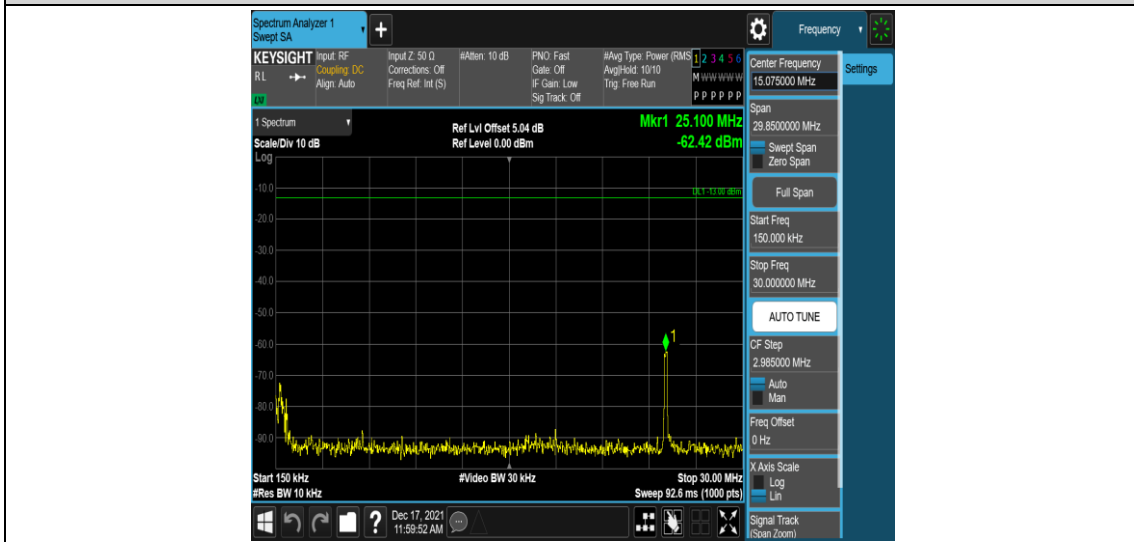 Spectrum Analyzer 1
Swept SA
Frequency
KEYSIGHT
RL
Input: RF
Coupling: DC
Align: Auto
Input Z: 50 Ω
Corrections: Off
Freq Ref: Int (S)
#Atten: 10 dB
PNO: Fast
Gate: Off
IF Gain: Low
Sig Track: Off
#Avg Type: Power (RMS
Avg|Hold: 10/10
Trig: Free Run
1 2 3 4 5 6
M W W W W W
P P P P P P
LXI
1 Spectrum
Scale/Div 10 dB
Log
Ref Lvl Offset 5.04 dB
Ref Level 0.00 dBm
Mkr1 25.100 MHz
-62.42 dBm
DL1 -13.00 dBm
-10.0
-20.0
-30.0
-40.0
-50.0
-60.0
-70.0
-80.0
-90.0
1
Start 150 kHz
#Res BW 10 kHz
#Video BW 30 kHz
Stop 30.00 MHz
Sweep 92.6 ms (1000 pts)
Dec 17, 2021
11:59:52 AM
?
Center Frequency
15.075000 MHz
Settings
Span
29.8500000 MHz
Swept Span
Zero Span
Full Span
Start Freq
150.000 kHz
Stop Freq
30.000000 MHz
AUTO TUNE
CF Step
2.985000 MHz
Auto
Man
Freq Offset
0 Hz
X Axis Scale
Log
Lin
Signal Track
(Span Zoom)